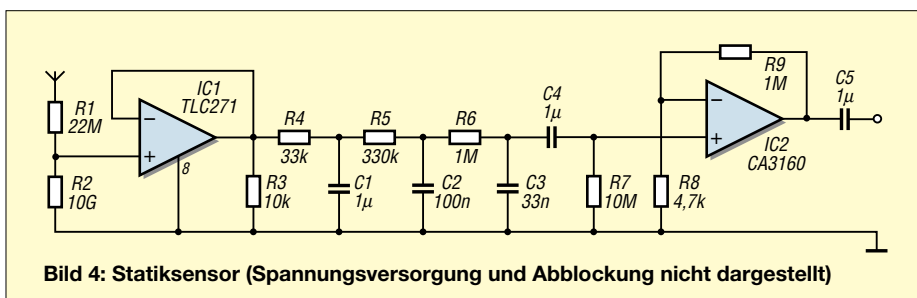 R1
22M
R2
10G
IC1
TLC271
−
+
8
R3
10k
R4
33k
C1
1µ
R5
330k
C2
100n
R6
1M
C3
33n
C4
1µ
R7
10M
R8
4,7k
R9
1M
−
+
IC2
CA3160
C5
1µ
Bild 4: Statiksensor (Spannungsversorgung und Abblockung nicht dargestellt)